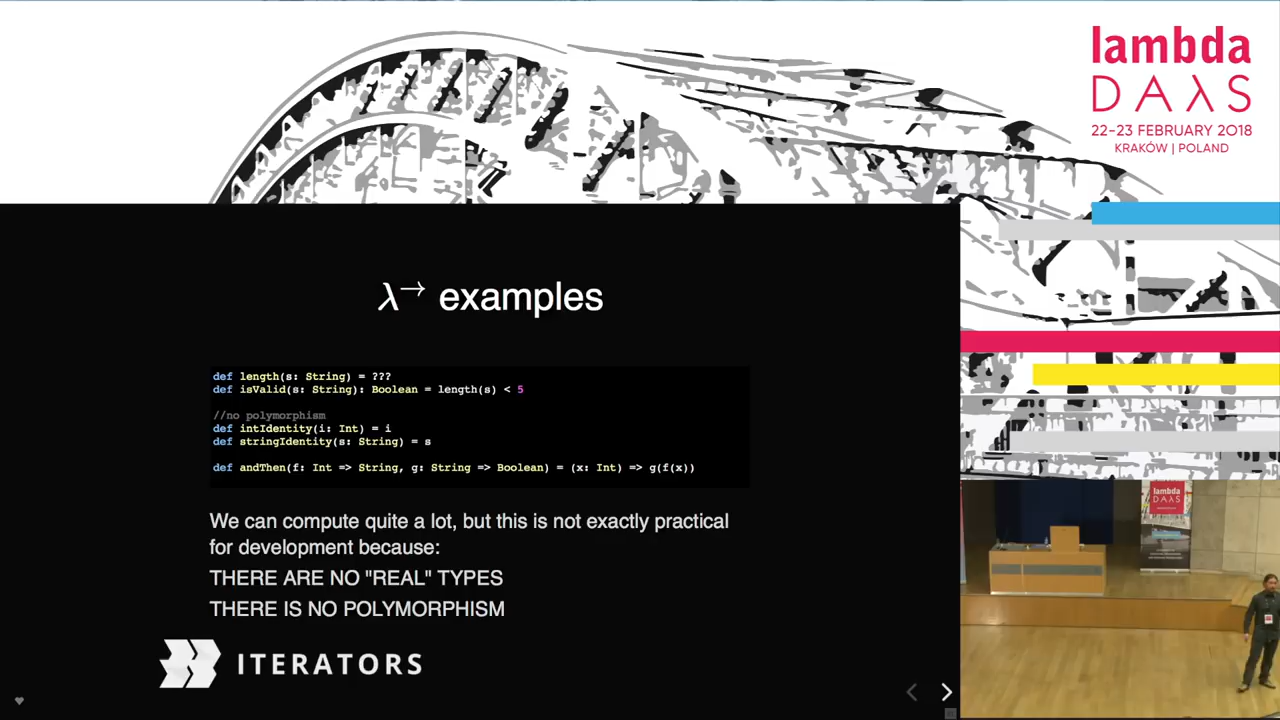 lambda
DAλS
22-23 FEBRUARY 2018
KRAKÓW | POLAND
λ→ examples
def length(s: String) = ???
def isValid(s: String): Boolean = length(s) < 5
//no polymorphism
def intIdentity(i: Int) = i
def stringIdentity(s: String) = s
def andThen(f: Int => String, g: String => Boolean) = (x: Int) => g(f(x))
We can compute quite a lot, but this is not exactly practical
for development because:
THERE ARE NO "REAL" TYPES
THERE IS NO POLYMORPHISM
ITERATORS
lambda
DAλS